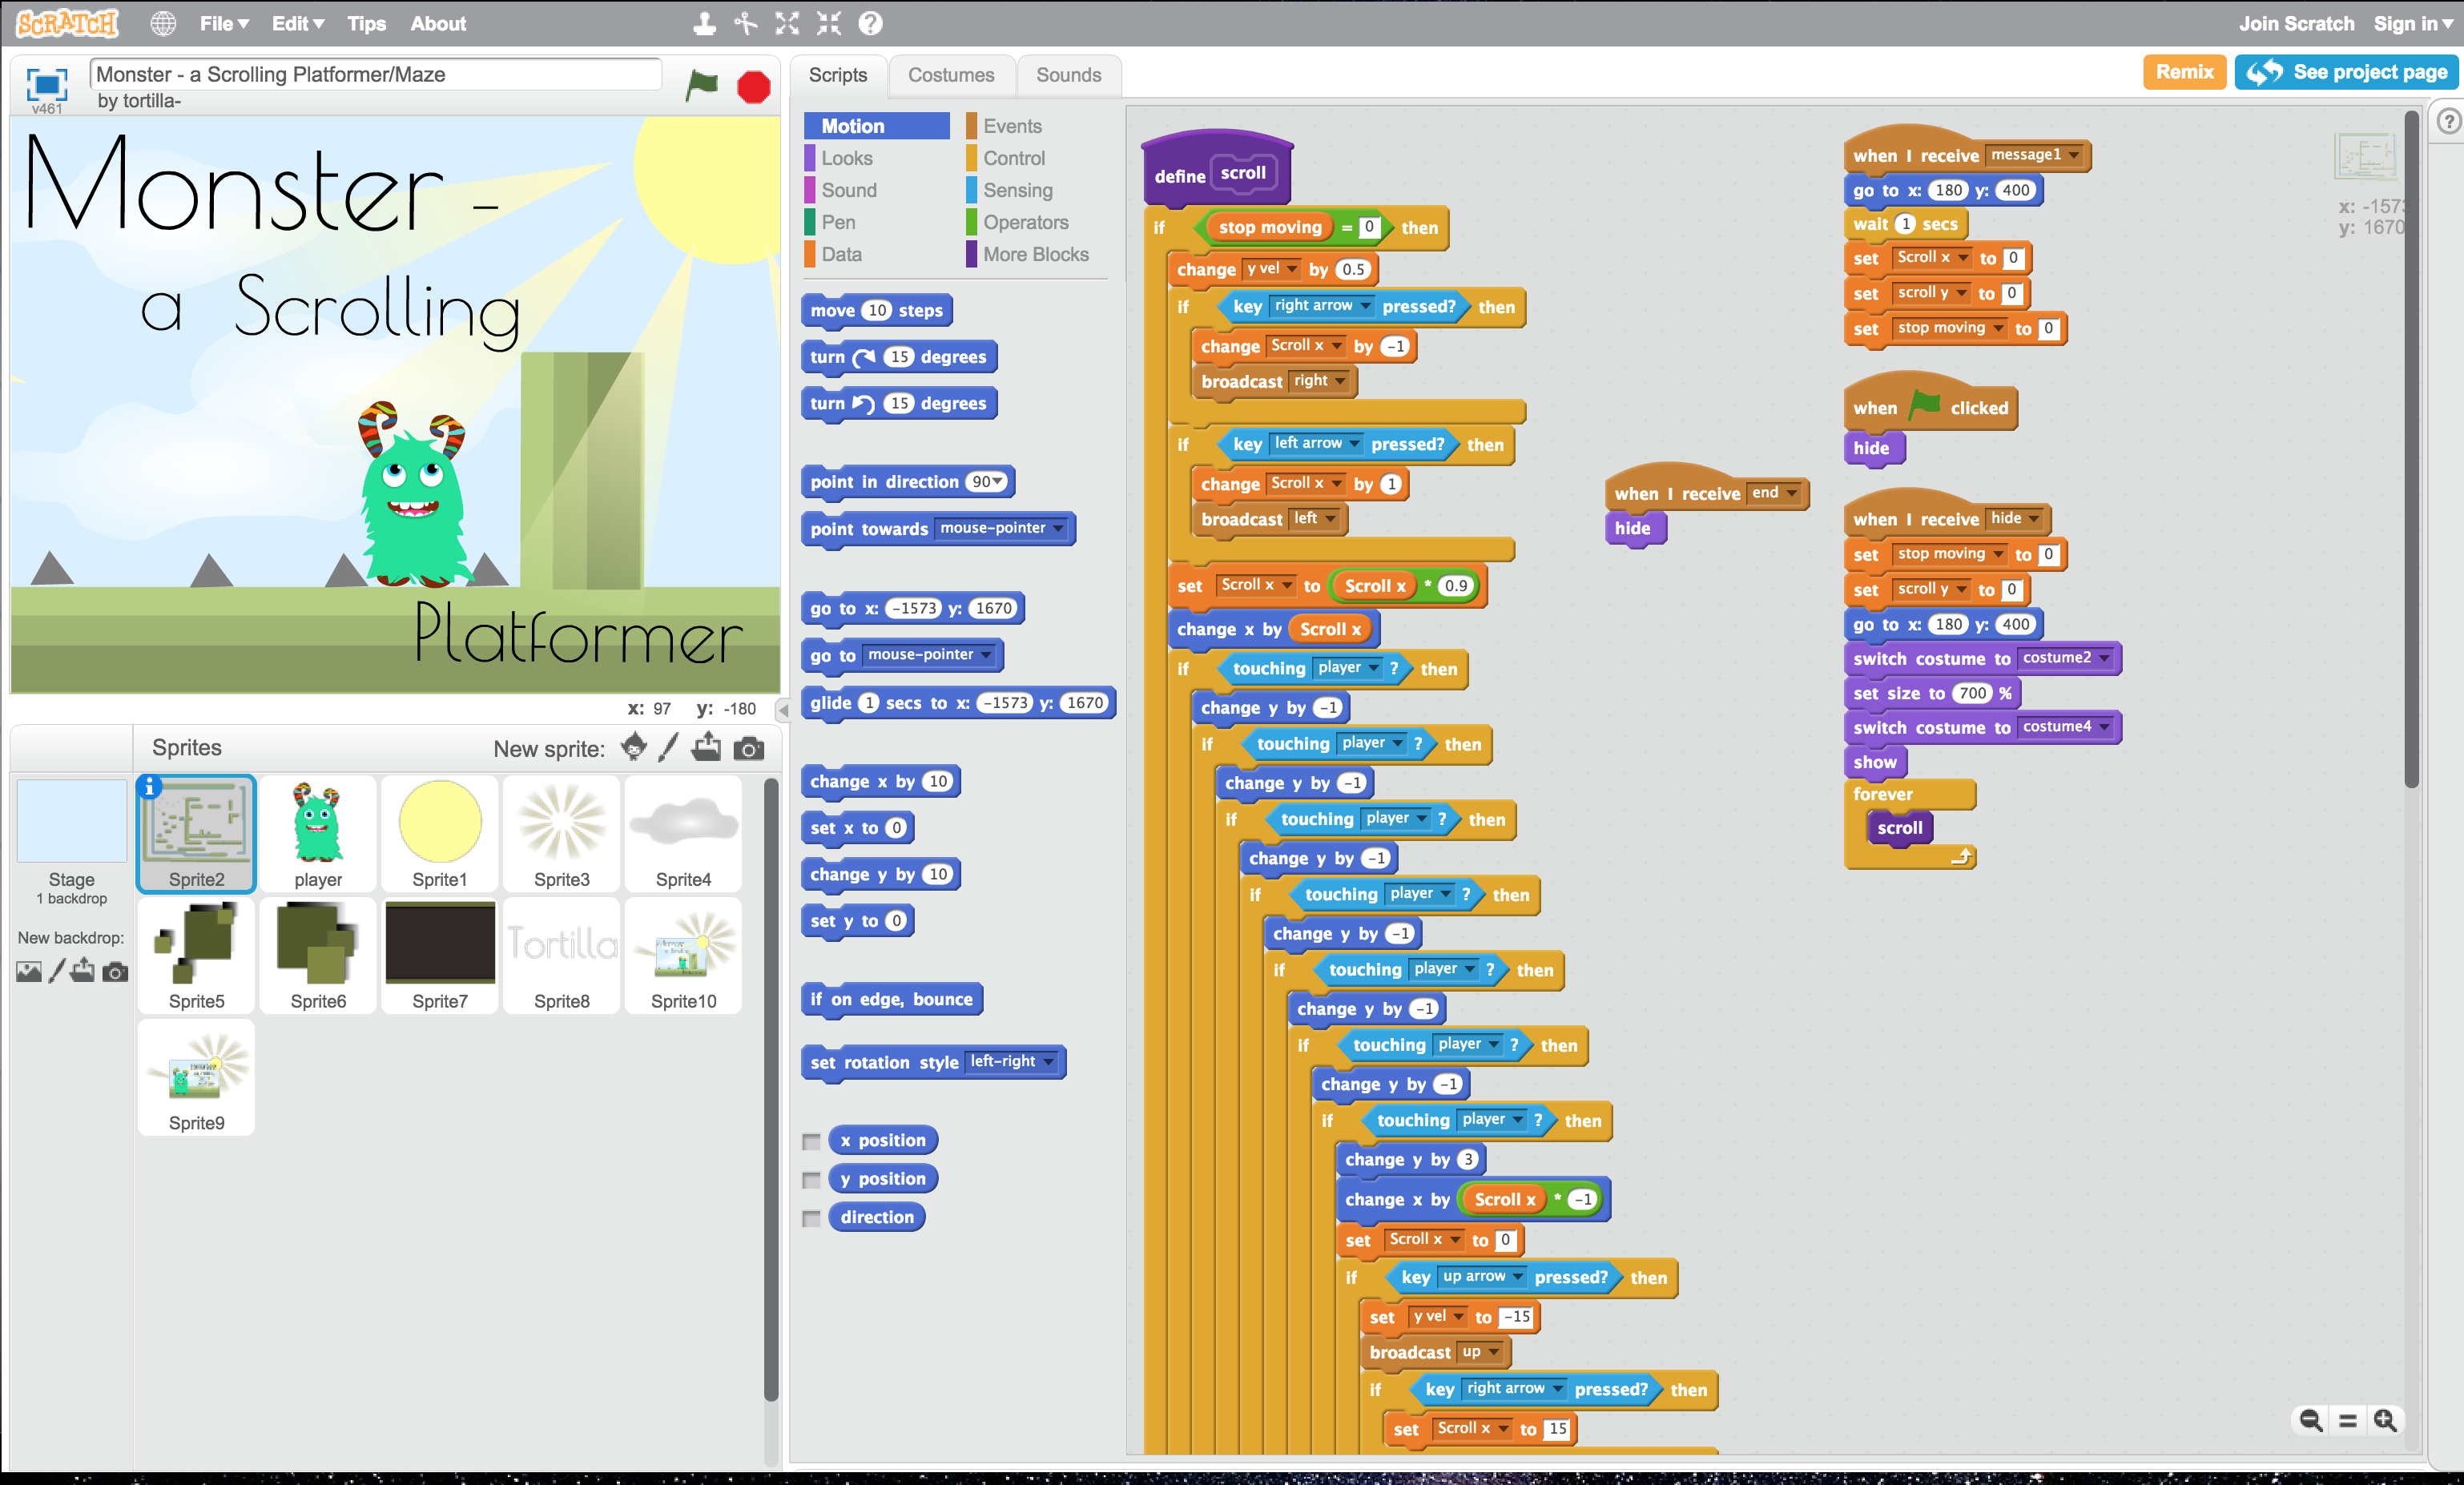 SCRATCH
File▼ Edit▼ Tips About
Join Scratch Sign in▼
v461
Monster - a Scrolling Platformer/Maze
by tortilla-
Monster -
a Scrolling
Platformer
x: 97 y: -180
Sprites New sprite:
Stage
1 backdrop
New backdrop:
Sprite2 player Sprite1 Sprite3 Sprite4
Tortilla
Sprite5 Sprite6 Sprite7 Sprite8 Sprite10
Sprite9
Scripts Costumes Sounds
Remix See project page
Motion Events
Looks Control
Sound Sensing
Pen Operators
Data More Blocks
move 10 steps
turn 15 degrees
turn 15 degrees
point in direction 90▼
point towards mouse-pointer
go to x: -1573 y: 1670
go to mouse-pointer
glide 1 secs to x: -1573 y: 1670
change x by 10
set x to 0
change y by 10
set y to 0
if on edge, bounce
set rotation style left-right
x position
y position
direction
define scroll
if stop moving = 0 then
change y vel by 0.5
if key right arrow pressed? then
change Scroll x by -1
broadcast right
if key left arrow pressed? then
change Scroll x by 1
broadcast left
set Scroll x to Scroll x * 0.9
change x by Scroll x
if touching player ? then
change y by -1
if touching player ? then
change y by -1
if touching player ? then
change y by -1
if touching player ? then
change y by -1
if touching player ? then
change y by -1
if touching player ? then
change y by -1
if touching player ? then
change y by 3
change x by Scroll x * -1
set Scroll x to 0
if key up arrow pressed? then
set y vel to -15
broadcast up
if key right arrow pressed? then
set Scroll x to 15
when I receive end
hide
when I receive message1
go to x: 180 y: 400
wait 1 secs
set Scroll x to 0
set scroll y to 0
set stop moving to 0
when clicked
hide
when I receive hide
set stop moving to 0
set scroll y to 0
go to x: 180 y: 400
switch costume to costume2
set size to 700 %
switch costume to costume4
show
forever
scroll
x: -1573
y: 1670